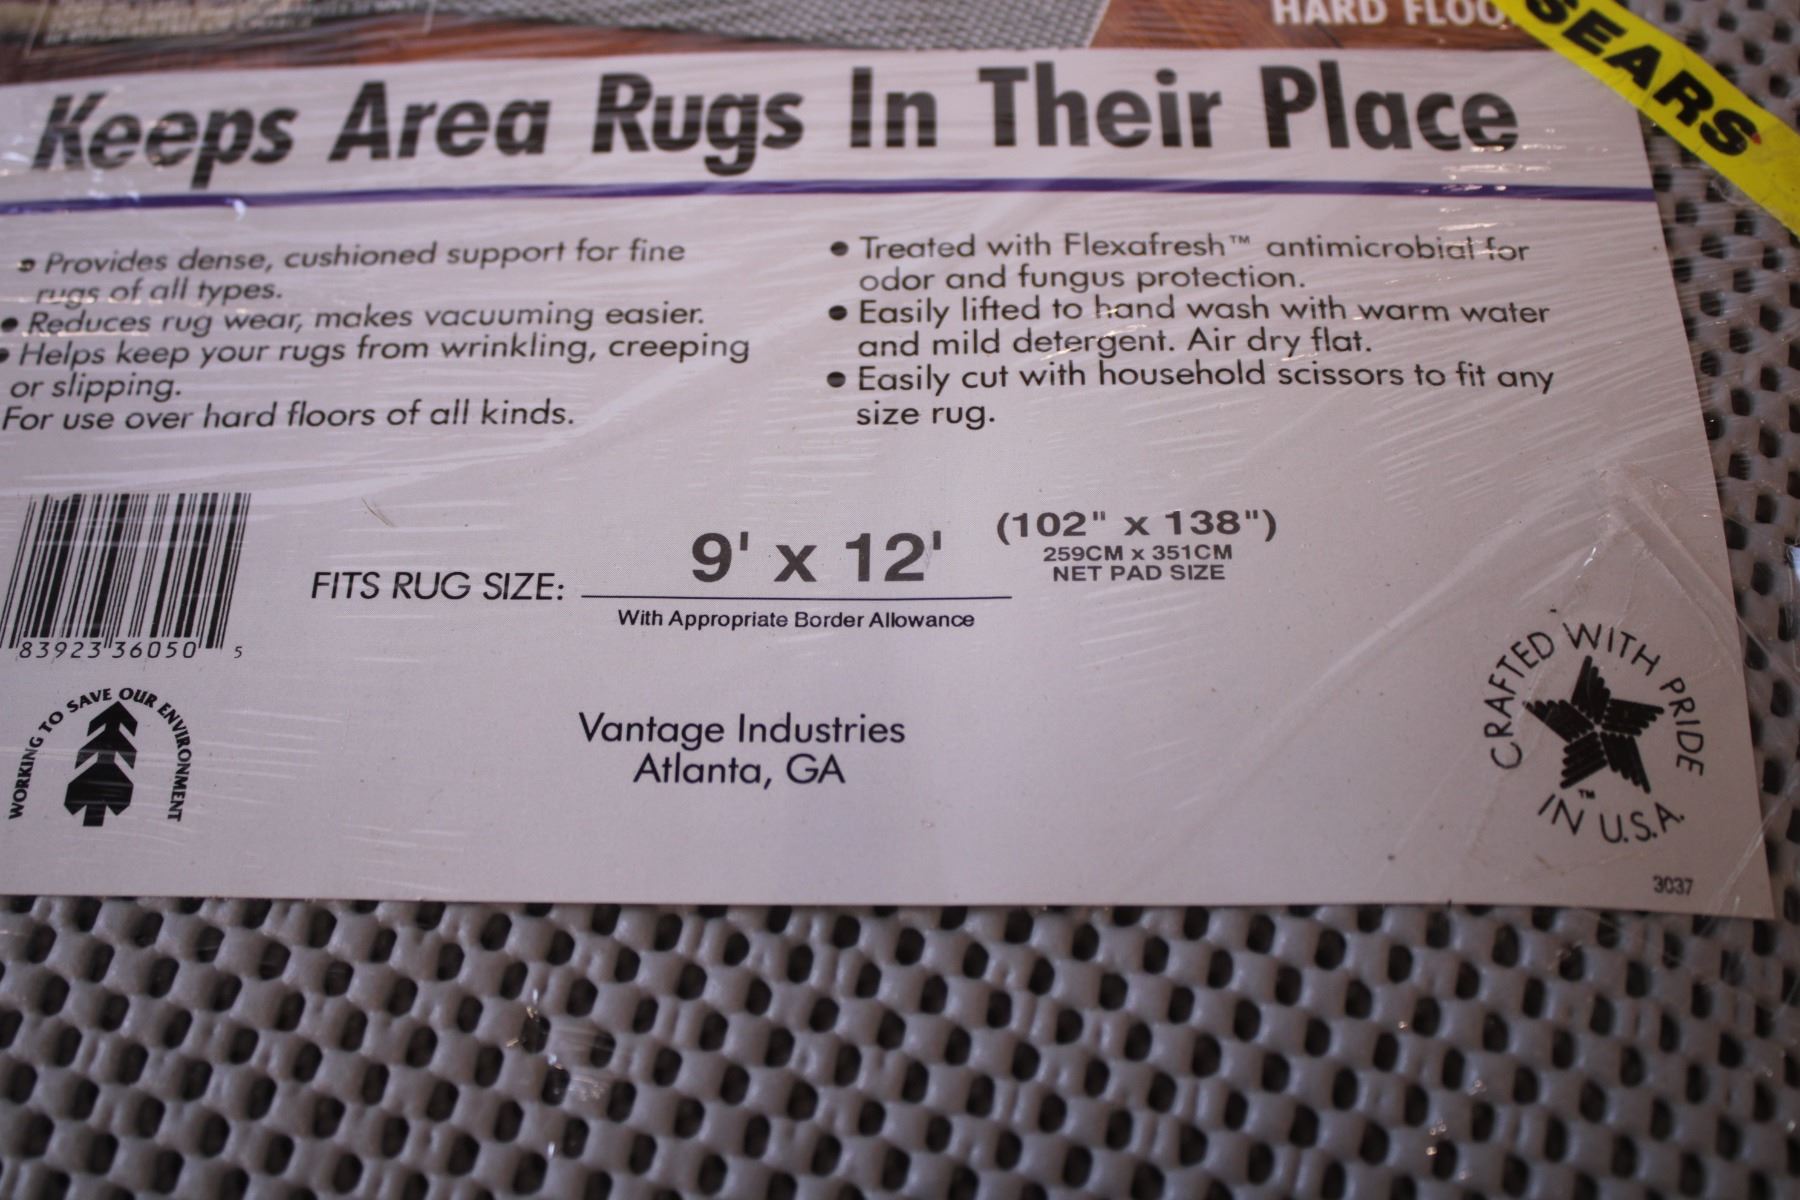 HARD FLOO
SEARS
Keeps Area Rugs In Their Place
Provides dense, cushioned support for fine
rugs of all types.
Reduces rug wear, makes vacuuming easier.
Helps keep your rugs from wrinkling, creeping
or slipping.
For use over hard floors of all kinds.
Treated with Flexafresh™ antimicrobial for
odor and fungus protection.
Easily lifted to hand wash with warm water
and mild detergent. Air dry flat.
Easily cut with household scissors to fit any
size rug.
FITS RUG SIZE: 9' x 12' (102" x 138")
259CM x 351CM
NET PAD SIZE
With Appropriate Border Allowance
83923 36050 5
WORKING TO SAVE OUR ENVIRONMENT
Vantage Industries
Atlanta, GA
CRAFTED WITH PRIDE
IN U.S.A.
™
3037